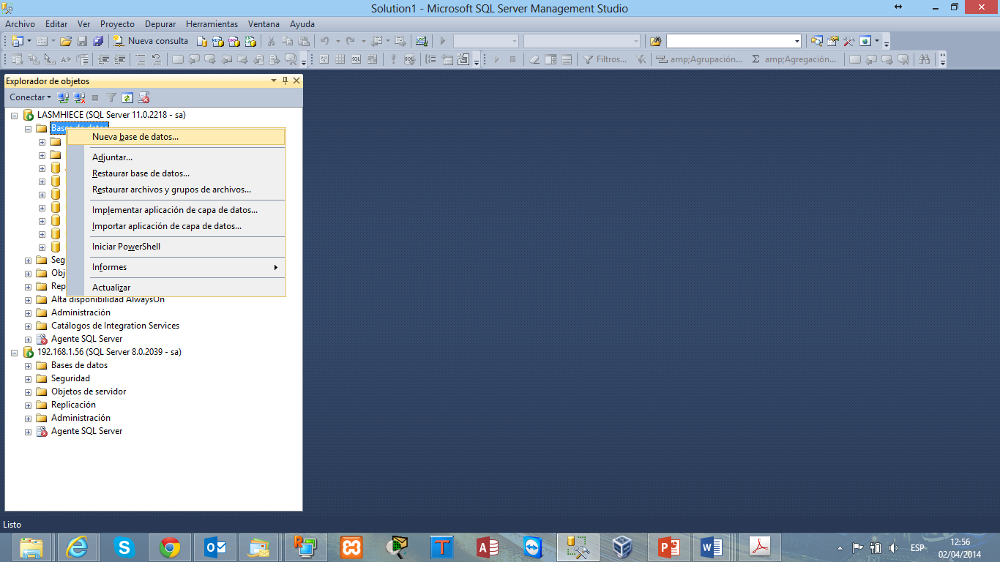 Solution1 - Microsoft SQL Server Management Studio
Archivo Editar Ver Proyecto Depurar Herramientas Ventana Ayuda
Nueva consulta
Filtros... amp;Agrupación... amp;Agregación...
Explorador de objetos
Conectar
LASMHIECE (SQL Server 11.0.2218 - sa)
Bases de datos
Nueva base de datos...
Adjuntar...
Restaurar base de datos...
Restaurar archivos y grupos de archivos...
Implementar aplicación de capa de datos...
Importar aplicación de capa de datos...
Iniciar PowerShell
Informes
Actualizar
Seg
Obj
Rep
Alta disponibilidad AlwaysOn
Administración
Catálogos de Integration Services
Agente SQL Server
192.168.1.56 (SQL Server 8.0.2039 - sa)
Bases de datos
Seguridad
Objetos de servidor
Replicación
Administración
Agente SQL Server
Listo
ESP
12:56
02/04/2014